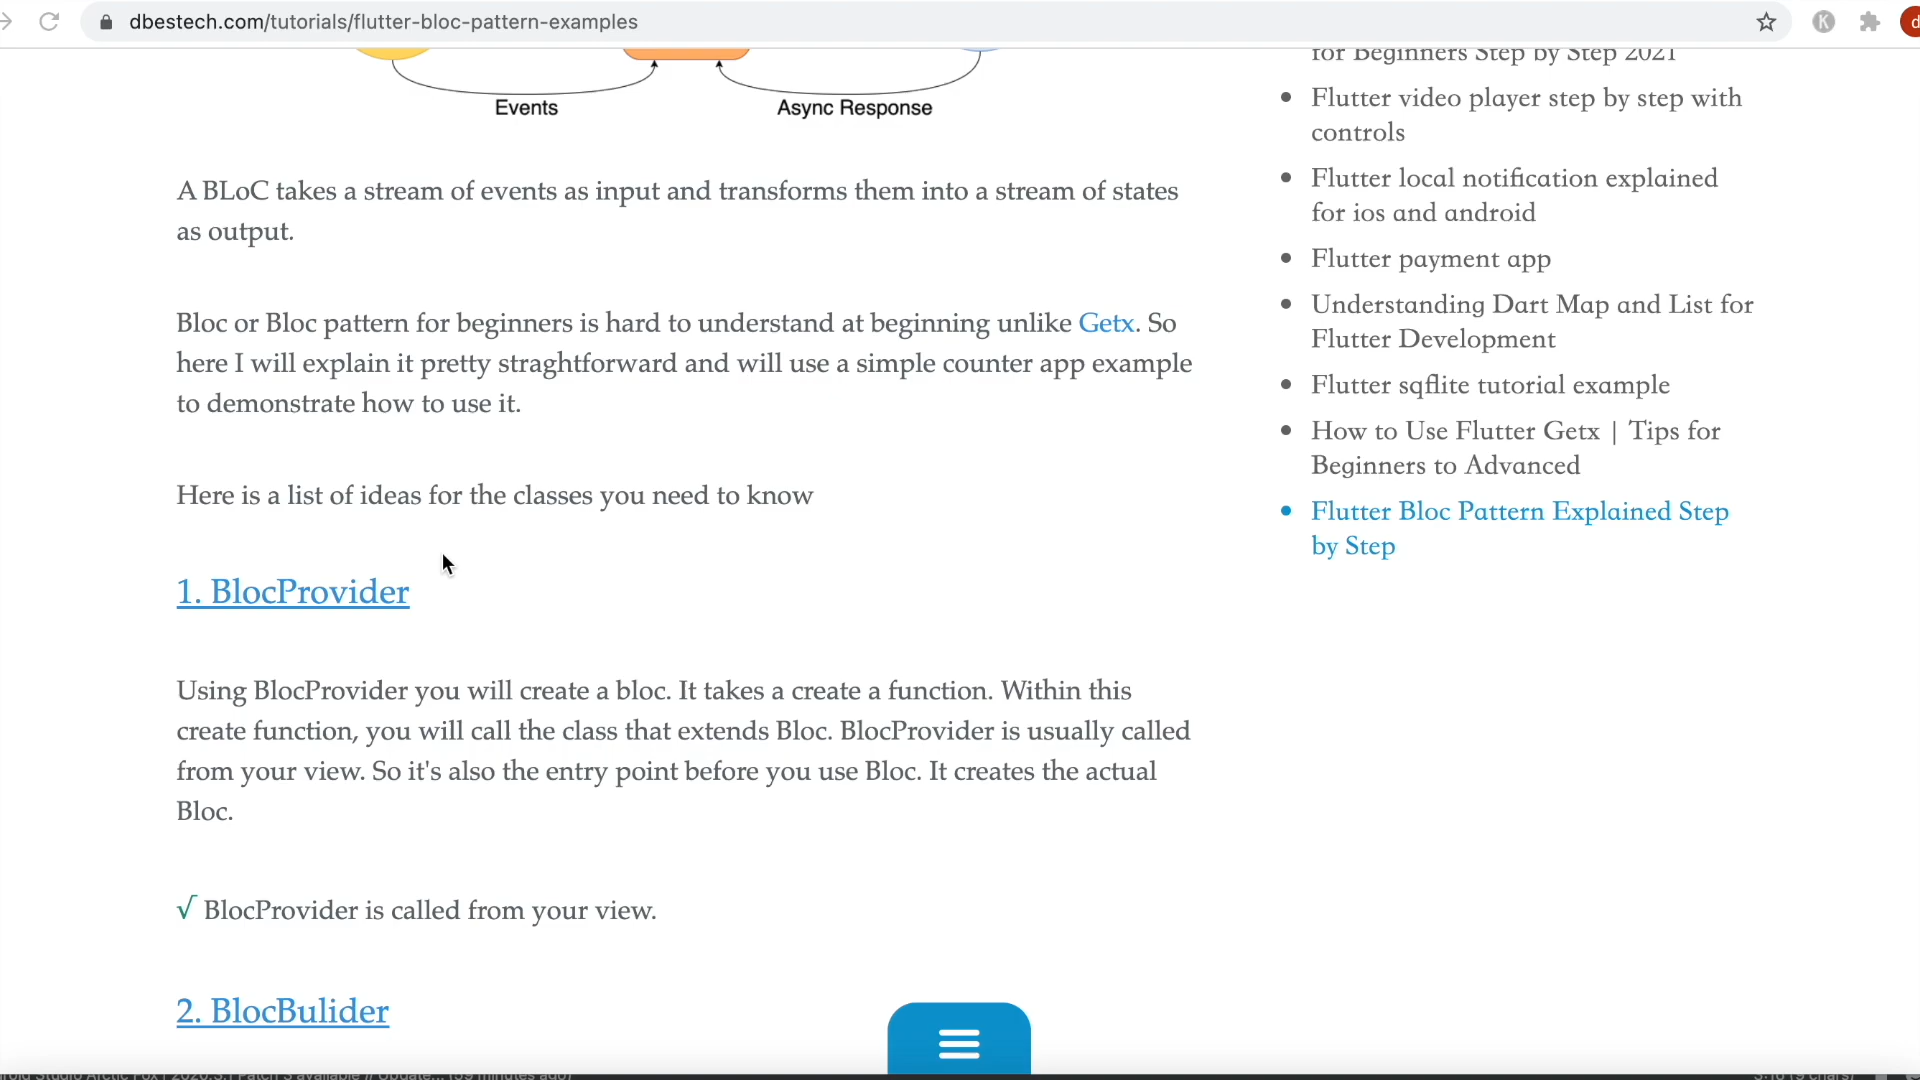 dbestech.com/tutorials/flutter-bloc-pattern-examples
K
d
Events
Async Response
A BLoC takes a stream of events as input and transforms them into a stream of states
as output.
Bloc or Bloc pattern for beginners is hard to understand at beginning unlike Getx. So
here I will explain it pretty straghtforward and will use a simple counter app example
to demonstrate how to use it.
Here is a list of ideas for the classes you need to know
1. BlocProvider
Using BlocProvider you will create a bloc. It takes a create a function. Within this
create function, you will call the class that extends Bloc. BlocProvider is usually called
from your view. So it's also the entry point before you use Bloc. It creates the actual
Bloc.
√ BlocProvider is called from your view.
2. BlocBulider
for Beginners Step by Step 2021
Flutter video player step by step with
controls
Flutter local notification explained
for ios and android
Flutter payment app
Understanding Dart Map and List for
Flutter Development
Flutter sqflite tutorial example
How to Use Flutter Getx | Tips for
Beginners to Advanced
Flutter Bloc Pattern Explained Step
by Step